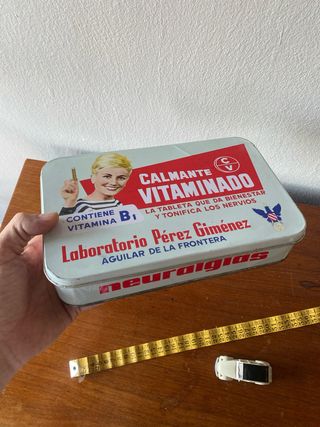 CALMANTE
VITAMINADO
LA TABLETA QUE DA BIENESTAR
Y TONIFICA LOS NERVIOS
C
V
CONTIENE
VITAMINA B1
Laboratorio Pérez Giménez
AGUILAR DE LA FRONTERA
neuralgias